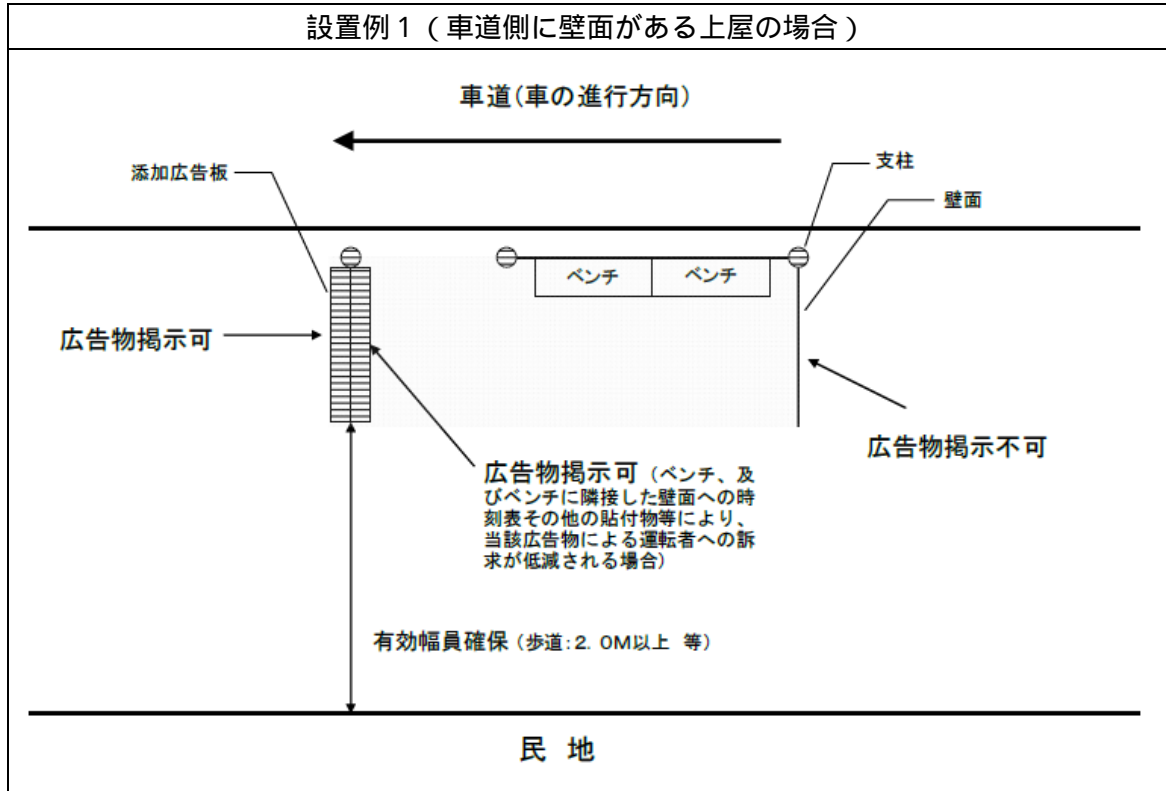 設置例１（車道側に壁面がある上屋の場合）
車道(車の進行方向)
添加広告板
支柱
壁面
ベンチ
ベンチ
広告物掲示可
広告物掲示不可
広告物掲示可（ベンチ、及
びベンチに隣接した壁面への時
刻表その他の貼付物等により、
当該広告物による運転者への訴
求が低減される場合）
有効幅員確保（歩道：２．０Ｍ以上　等）
民 地